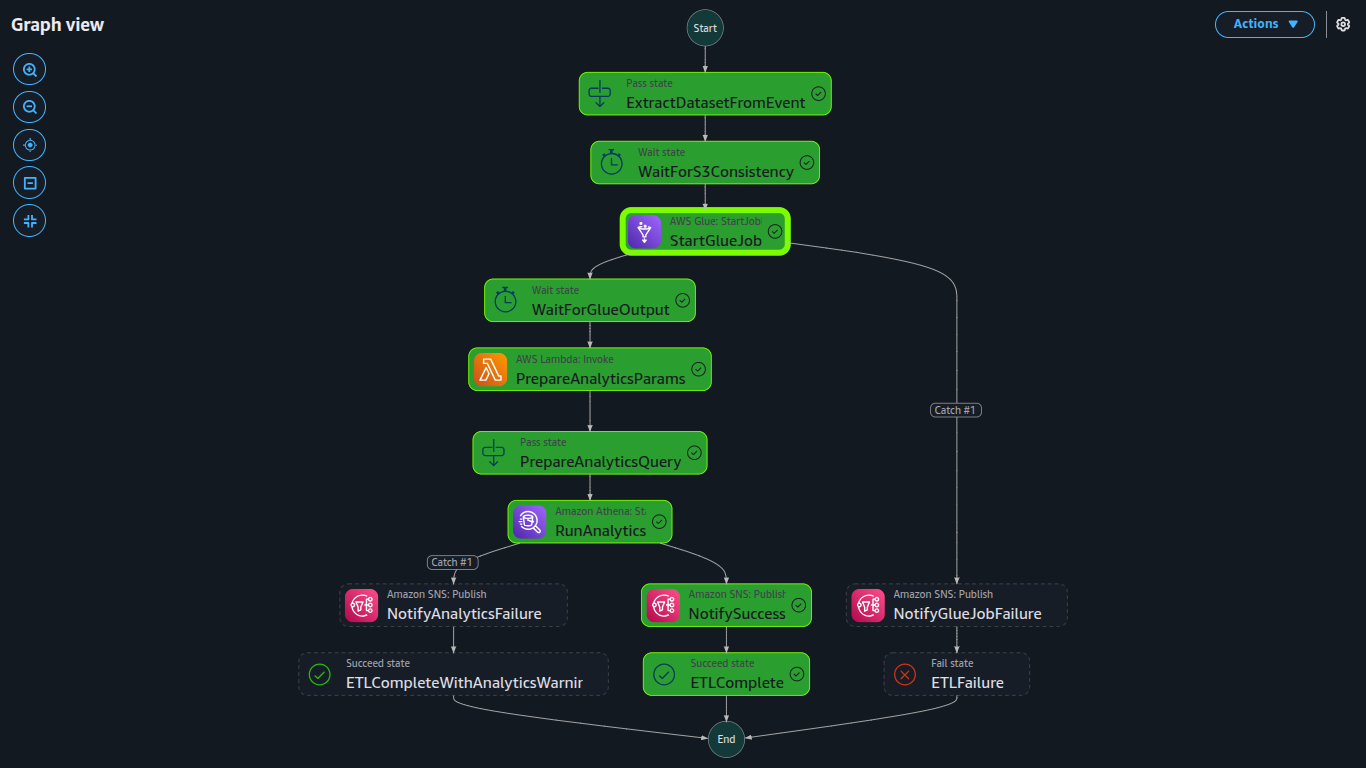 Graph view
Actions
Start
Pass state
ExtractDatasetFromEvent
Wait state
WaitForS3Consistency
AWS Glue: StartJobl
StartGlueJob
Wait state
WaitForGlueOutput
AWS Lambda: Invoke
PrepareAnalyticsParams
Catch #1
Pass state
PrepareAnalyticsQuery
Amazon Athena: Sta
RunAnalytics
Catch #1
Amazon SNS: Publish
NotifyAnalyticsFailure
Amazon SNS: Publish
NotifySuccess
Amazon SNS: Publish
NotifyGlueJobFailure
Succeed state
ETLCompleteWithAnalyticsWarnir
Succeed state
ETLComplete
Fail state
ETLFailure
End